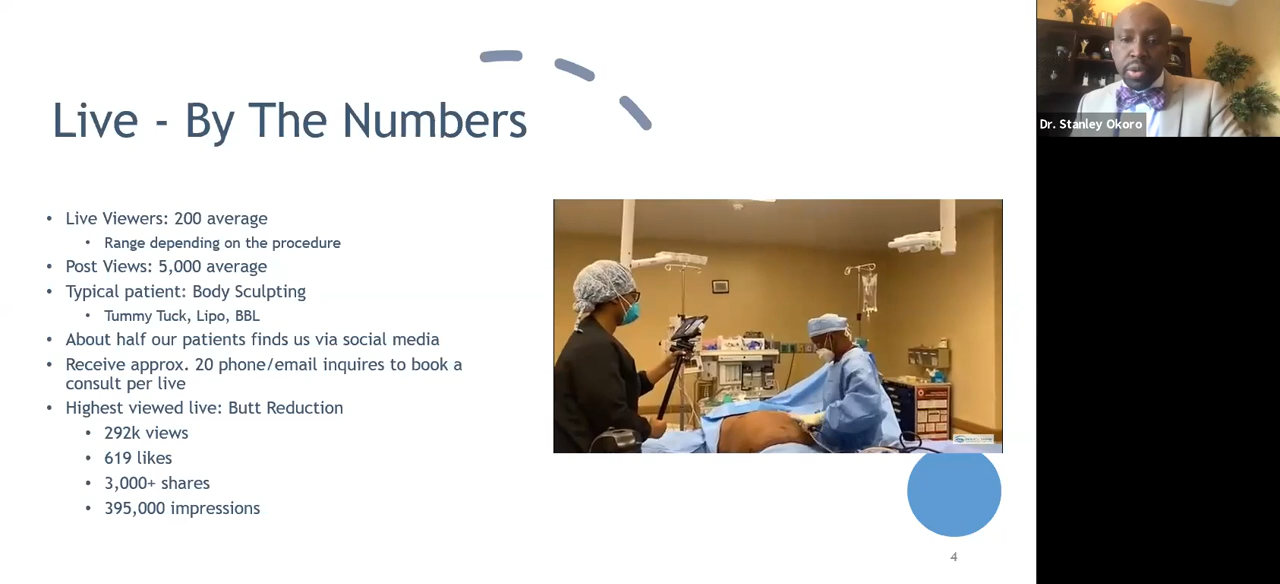 Live - By The Numbers
• Live Viewers: 200 average
• Range depending on the procedure
• Post Views: 5,000 average
• Typical patient: Body Sculpting
• Tummy Tuck, Lipo, BBL
• About half our patients finds us via social media
• Receive approx. 20 phone/email inquires to book a
consult per live
• Highest viewed live: Butt Reduction
• 292k views
• 619 likes
• 3,000+ shares
• 395,000 impressions
4
Dr. Stanley Okoro